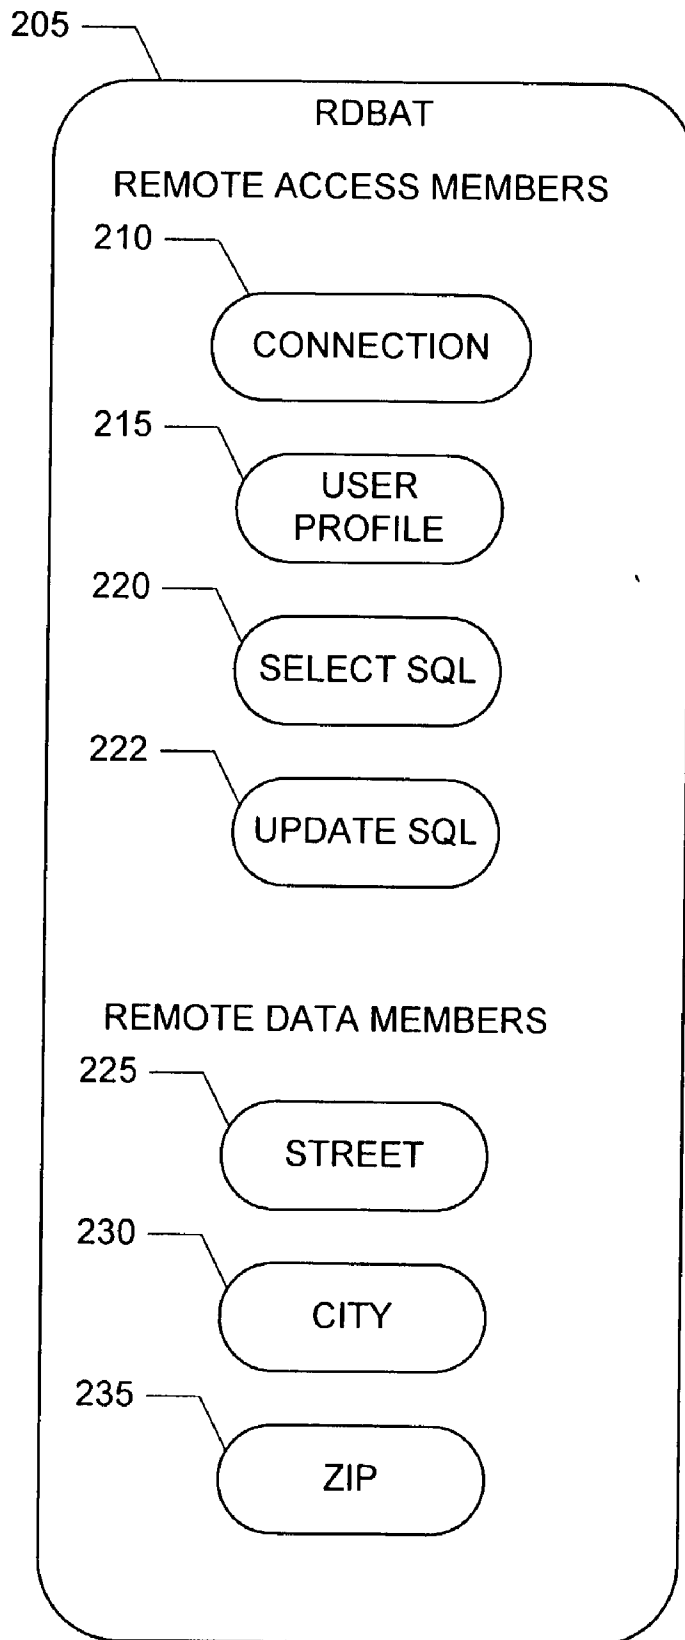 205
RDBAT
REMOTE ACCESS MEMBERS
210
CONNECTION
215
USER
PROFILE
220
SELECT SQL
222
UPDATE SQL
REMOTE DATA MEMBERS
225
STREET
230
CITY
235
ZIP